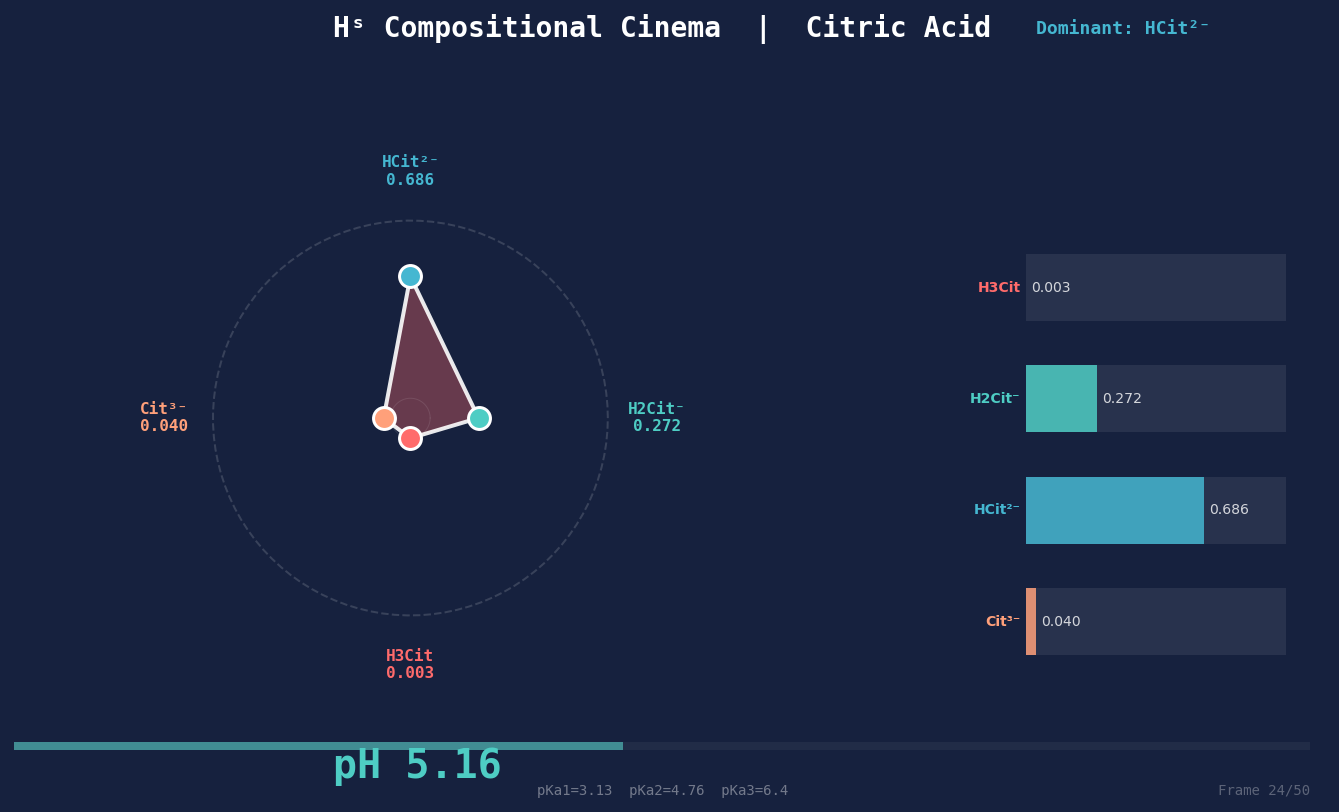 Hˢ Compositional Cinema | Citric Acid
Dominant: HCit²⁻
HCit²⁻
0.686
Cit³⁻
0.040
H2Cit⁻
0.272
H3Cit
0.003
H3Cit 0.003
H2Cit⁻ 0.272
HCit²⁻ 0.686
Cit³⁻ 0.040
pH 5.16
pKa1=3.13 pKa2=4.76 pKa3=6.4
Frame 24/50